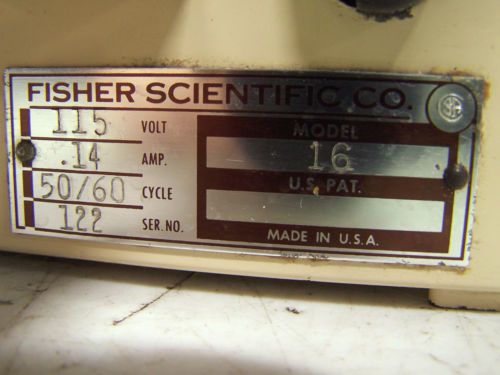 FISHER SCIENTIFIC CO.
115 VOLT
.14 AMP.
50/60 CYCLE
122 SER. NO.
MODEL
16
U.S. PAT.
MADE IN U.S.A.